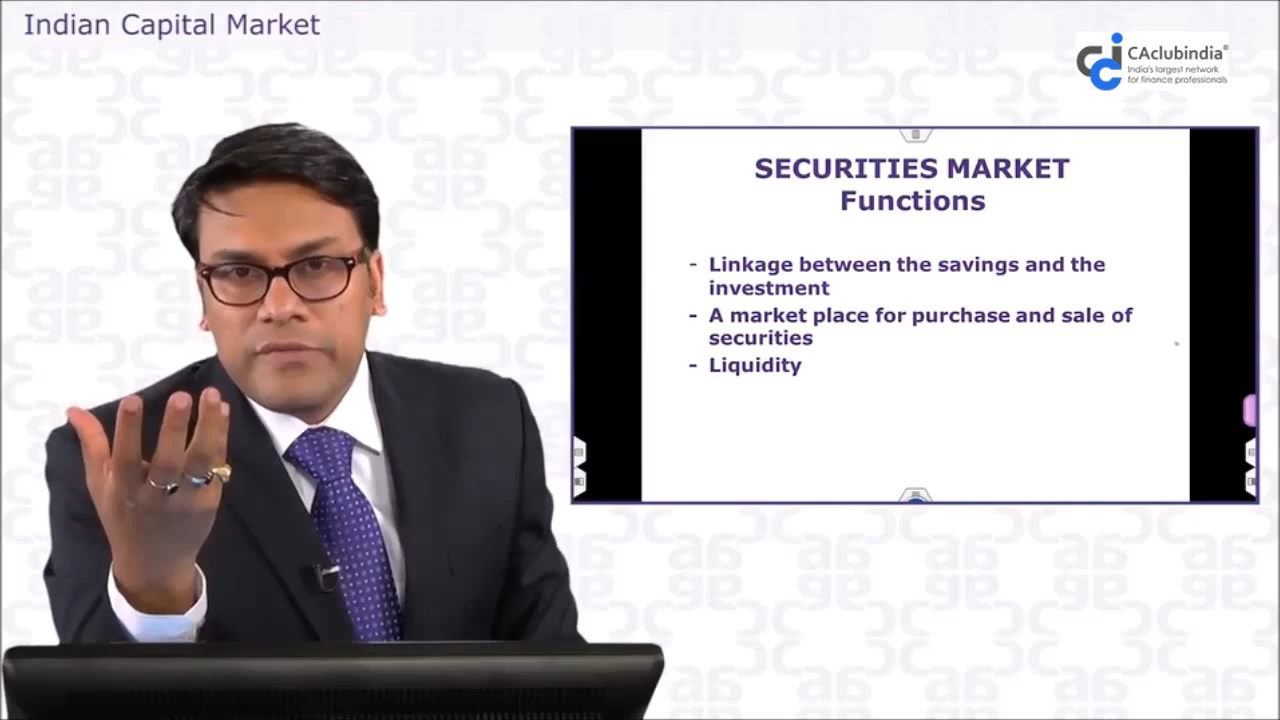 Indian Capital Market
CAclubindia®
India's largest network
for finance professionals
SECURITIES MARKET
Functions
- Linkage between the savings and the
investment
- A market place for purchase and sale of
securities
- Liquidity